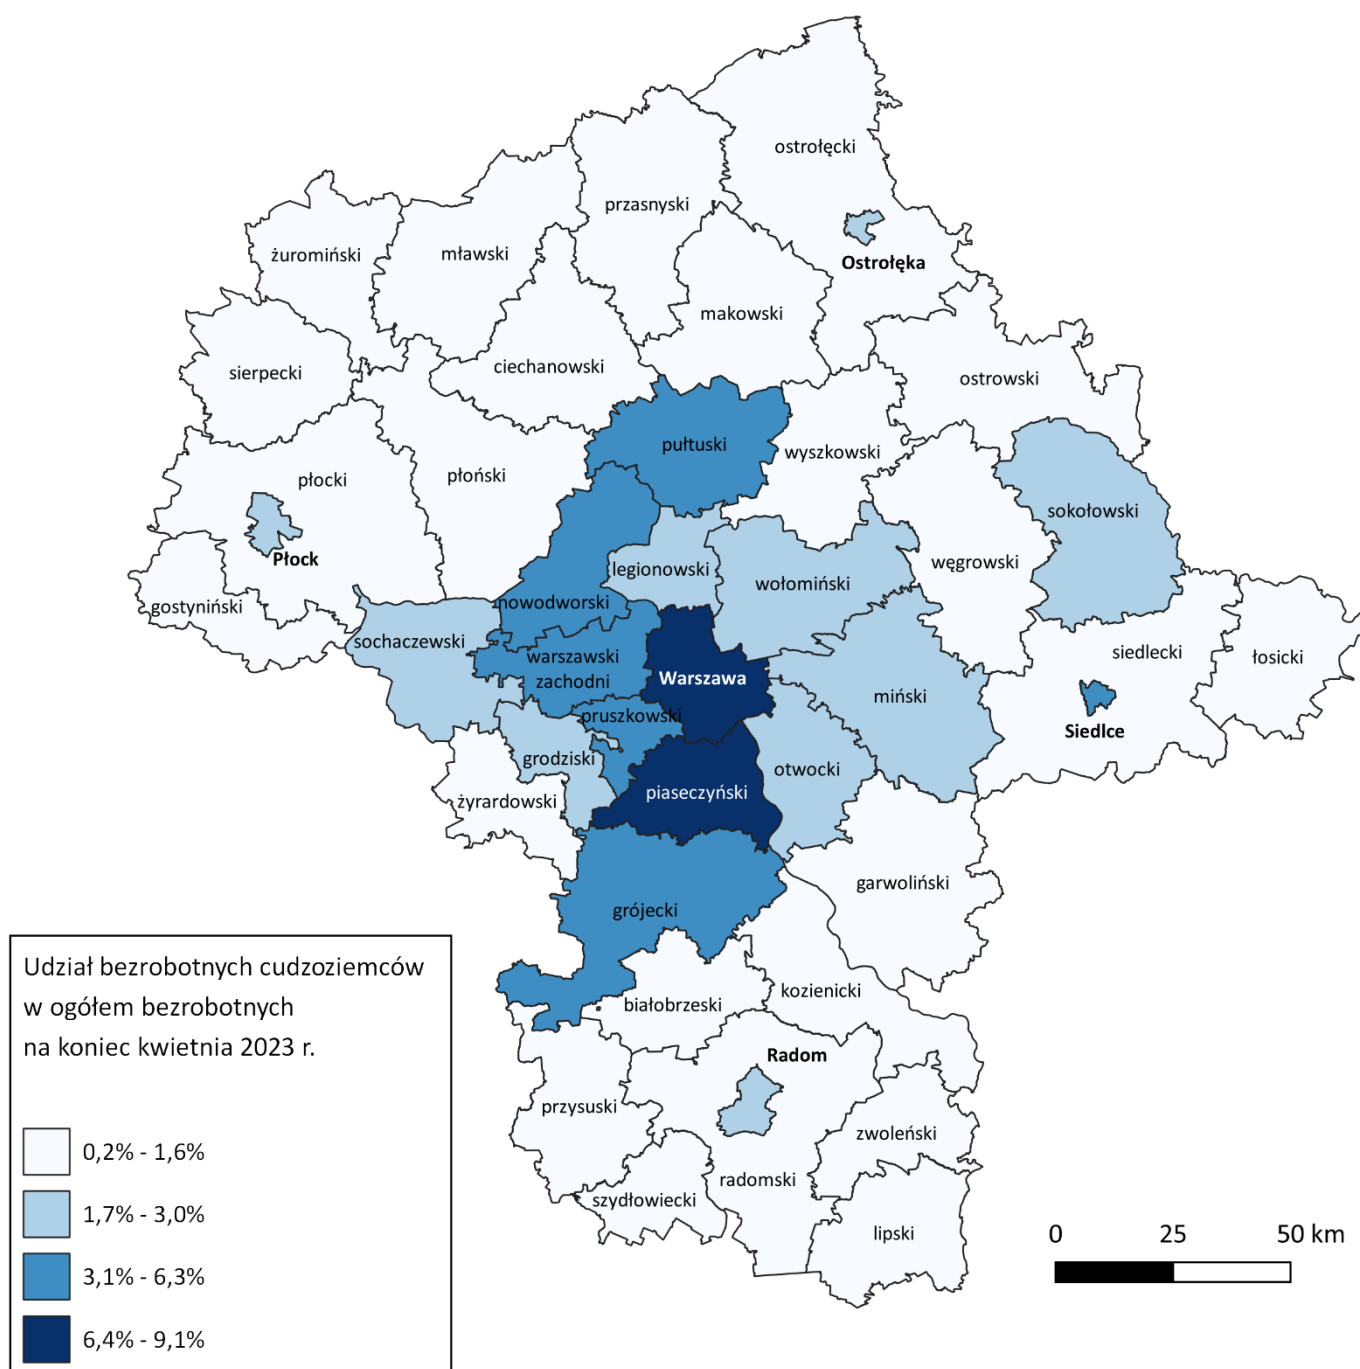 ostrołęcki
przasnyski
żuromiński
mławski
Ostrołęka
makowski
sierpecki
ciechanowski
ostrowski
pułtuski
wyszkowski
płocki
płoński
sokołowski
Płock
legionowski
wołomiński
węgrowski
gostyniński
nowodworski
sochaczewski
warszawski
zachodni
Warszawa
siedlecki
łosicki
miński
pruszkowski
Siedlce
grodziski
otwocki
żyrardowski
piaseczyński
garwoliński
grójecki
kozienicki
białobrzeski
Radom
przysuski
zwoleński
radomski
szydłowiecki
lipski
Udział bezrobotnych cudzoziemców
w ogółem bezrobotnych
na koniec kwietnia 2023 r.
0,2% - 1,6%
1,7% - 3,0%
3,1% - 6,3%
6,4% - 9,1%
0 25 50 km